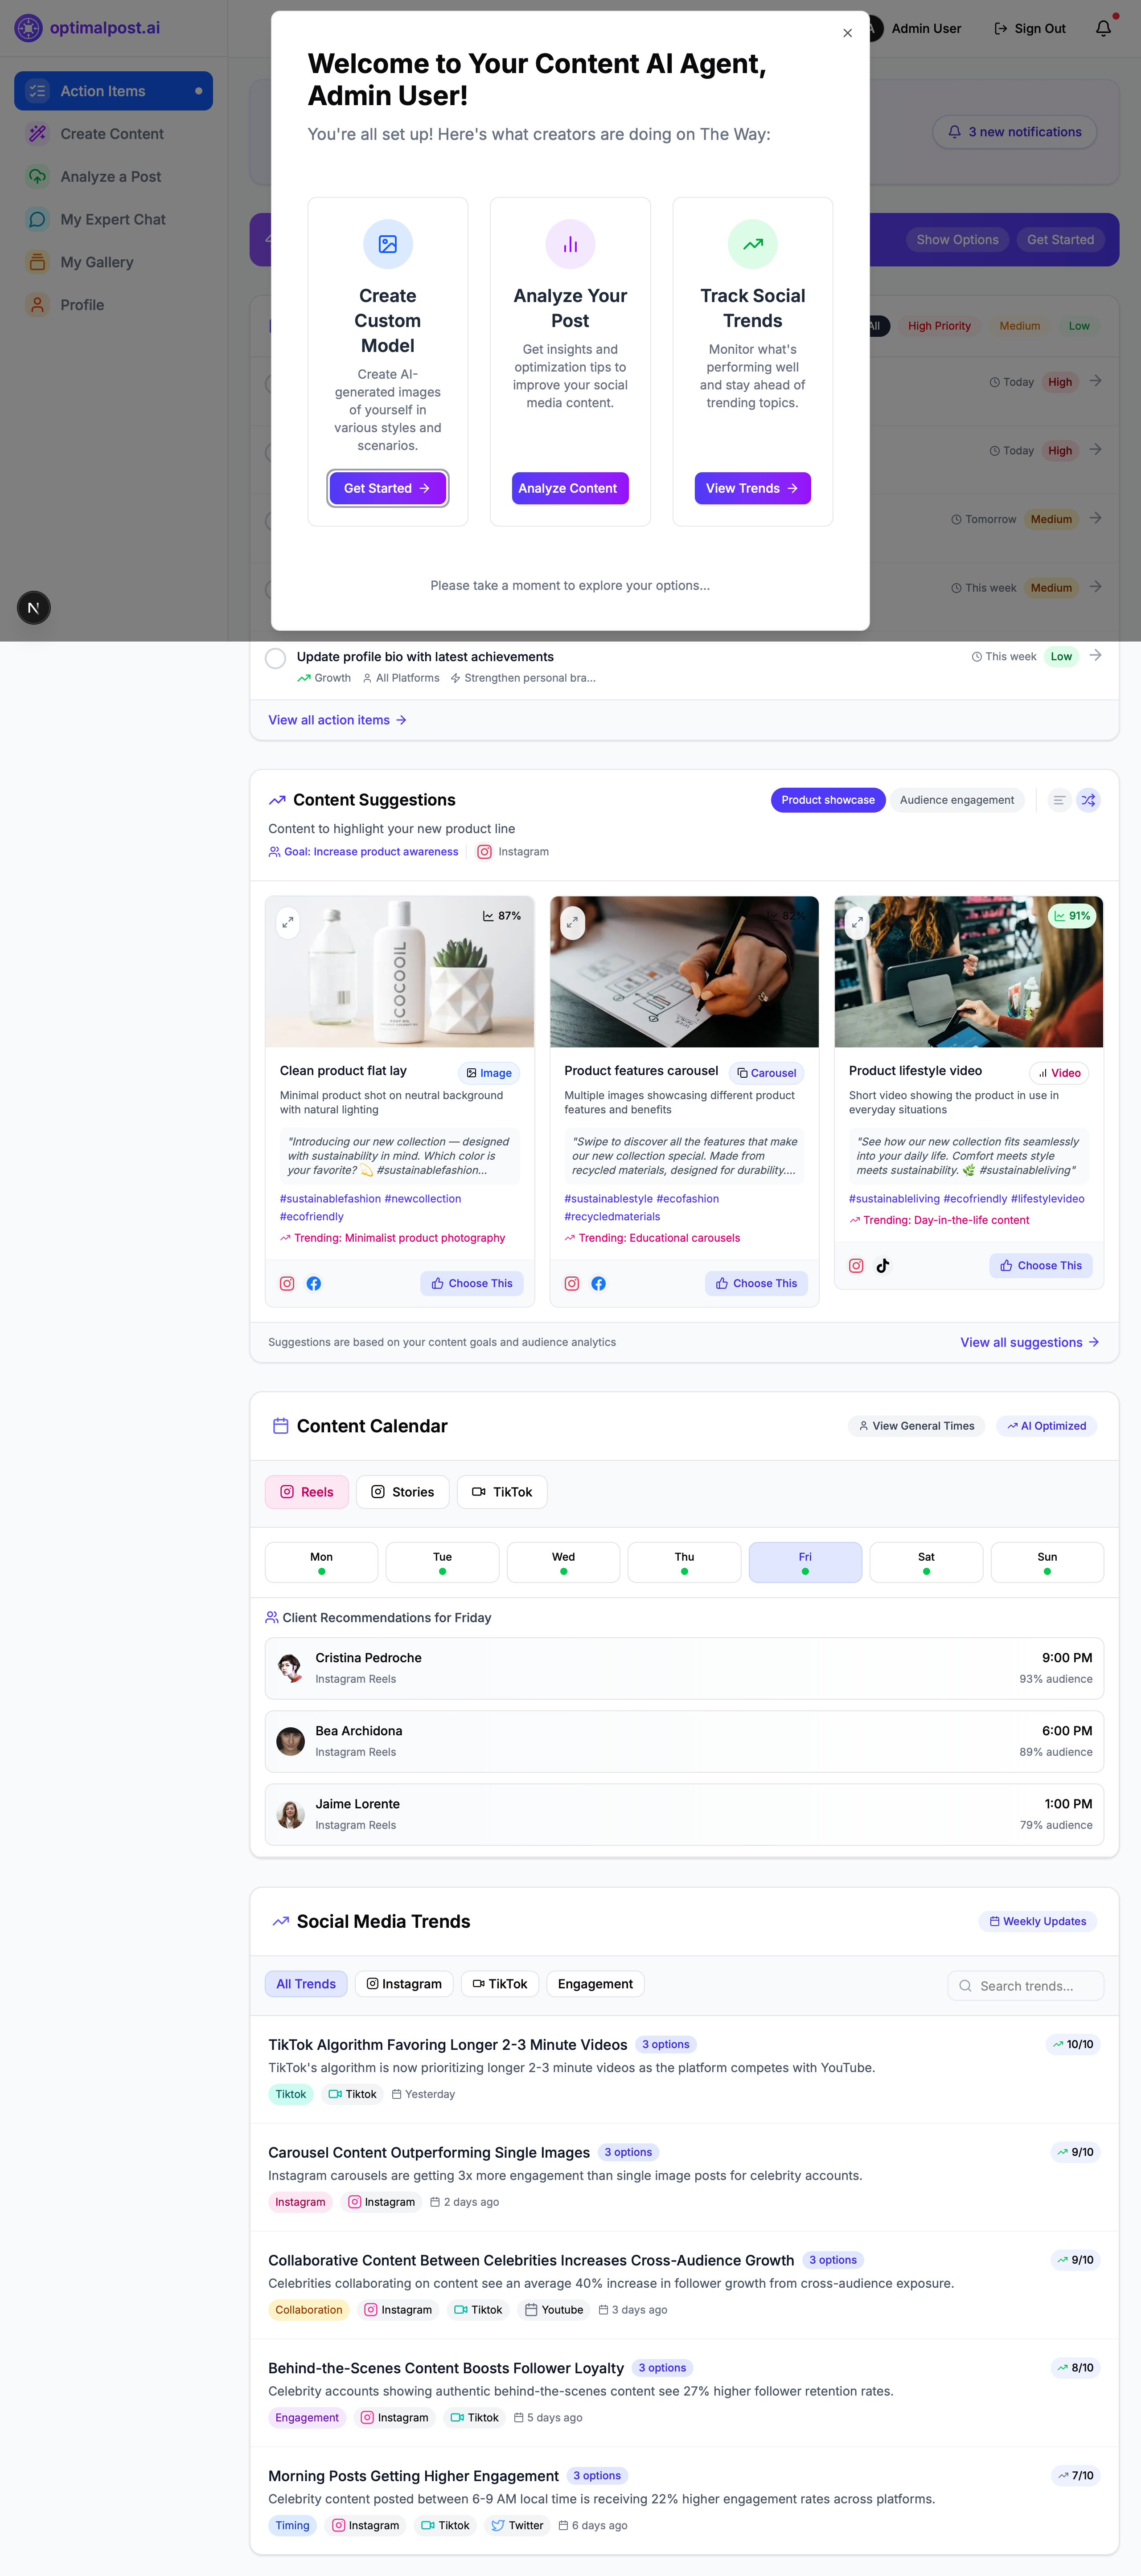 optimalpost.ai
Admin User
Sign Out
Action Items
Create Content
Analyze a Post
My Expert Chat
My Gallery
Profile
Welcome to Your Content AI Agent,
Admin User!
You're all set up! Here's what creators are doing on The Way:
Create
Custom
Model
Create AI-
generated images
of yourself in
various styles and
scenarios.
Get Started
Analyze Your
Post
Get insights and
optimization tips to
improve your social
media content.
Analyze Content
Track Social
Trends
Monitor what's
performing well
and stay ahead of
trending topics.
View Trends
Please take a moment to explore your options...
3 new notifications
Show Options
Get Started
All
High Priority
Medium
Low
Today
High
Today
High
Tomorrow
Medium
This week
Medium
N
Update profile bio with latest achievements
This week
Low
Growth
All Platforms
Strengthen personal bra...
View all action items
Content Suggestions
Product showcase
Audience engagement
Content to highlight your new product line
Goal: Increase product awareness
Instagram
87%
COCOOIL
82%
91%
Clean product flat lay
Image
Minimal product shot on neutral background
with natural lighting
"Introducing our new collection — designed
with sustainability in mind. Which color is
your favorite? 💫 #sustainablefashion...
#sustainablefashion #newcollection
#ecofriendly
Trending: Minimalist product photography
Choose This
Product features carousel
Carousel
Multiple images showcasing different product
features and benefits
"Swipe to discover all the features that make
our new collection special. Made from
recycled materials, designed for durability....
#sustainablestyle #ecofashion
#recycledmaterials
Trending: Educational carousels
Choose This
Product lifestyle video
Video
Short video showing the product in use in
everyday situations
"See how our new collection fits seamlessly
into your daily life. Comfort meets style
meets sustainability. 🌿 #sustainableliving"
#sustainableliving #ecofriendly #lifestylevideo
Trending: Day-in-the-life content
Choose This
Suggestions are based on your content goals and audience analytics
View all suggestions
Content Calendar
View General Times
AI Optimized
Reels
Stories
TikTok
Mon
Tue
Wed
Thu
Fri
Sat
Sun
Client Recommendations for Friday
Cristina Pedroche
9:00 PM
Instagram Reels
93% audience
Bea Archidona
6:00 PM
Instagram Reels
89% audience
Jaime Lorente
1:00 PM
Instagram Reels
79% audience
Social Media Trends
Weekly Updates
All Trends
Instagram
TikTok
Engagement
Search trends...
TikTok Algorithm Favoring Longer 2-3 Minute Videos
3 options
10/10
TikTok's algorithm is now prioritizing longer 2-3 minute videos as the platform competes with YouTube.
Tiktok
Tiktok
Yesterday
Carousel Content Outperforming Single Images
3 options
9/10
Instagram carousels are getting 3x more engagement than single image posts for celebrity accounts.
Instagram
Instagram
2 days ago
Collaborative Content Between Celebrities Increases Cross-Audience Growth
3 options
9/10
Celebrities collaborating on content see an average 40% increase in follower growth from cross-audience exposure.
Collaboration
Instagram
Tiktok
Youtube
3 days ago
Behind-the-Scenes Content Boosts Follower Loyalty
3 options
8/10
Celebrity accounts showing authentic behind-the-scenes content see 27% higher follower retention rates.
Engagement
Instagram
Tiktok
5 days ago
Morning Posts Getting Higher Engagement
3 options
7/10
Celebrity content posted between 6-9 AM local time is receiving 22% higher engagement rates across platforms.
Timing
Instagram
Tiktok
Twitter
6 days ago